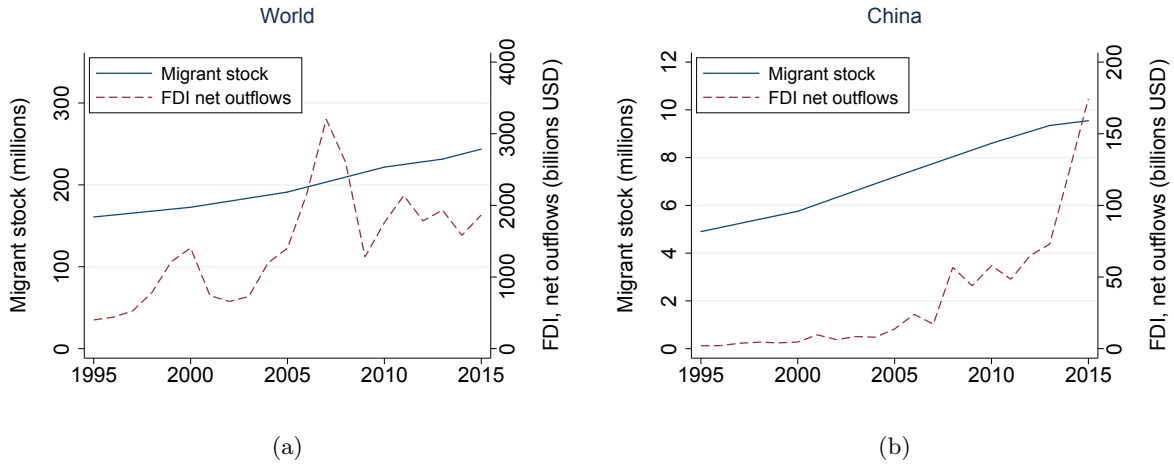 World
Migrant stock
FDI net outflows
Migrant stock (millions)
0
100
200
300
FDI, net outflows (billions USD)
0
1000
2000
3000
4000
1995
2000
2005
2010
2015
(a)
China
Migrant stock
FDI net outflows
Migrant stock (millions)
0
2
4
6
8
10
12
FDI, net outflows (billions USD)
0
50
100
150
200
1995
2000
2005
2010
2015
(b)